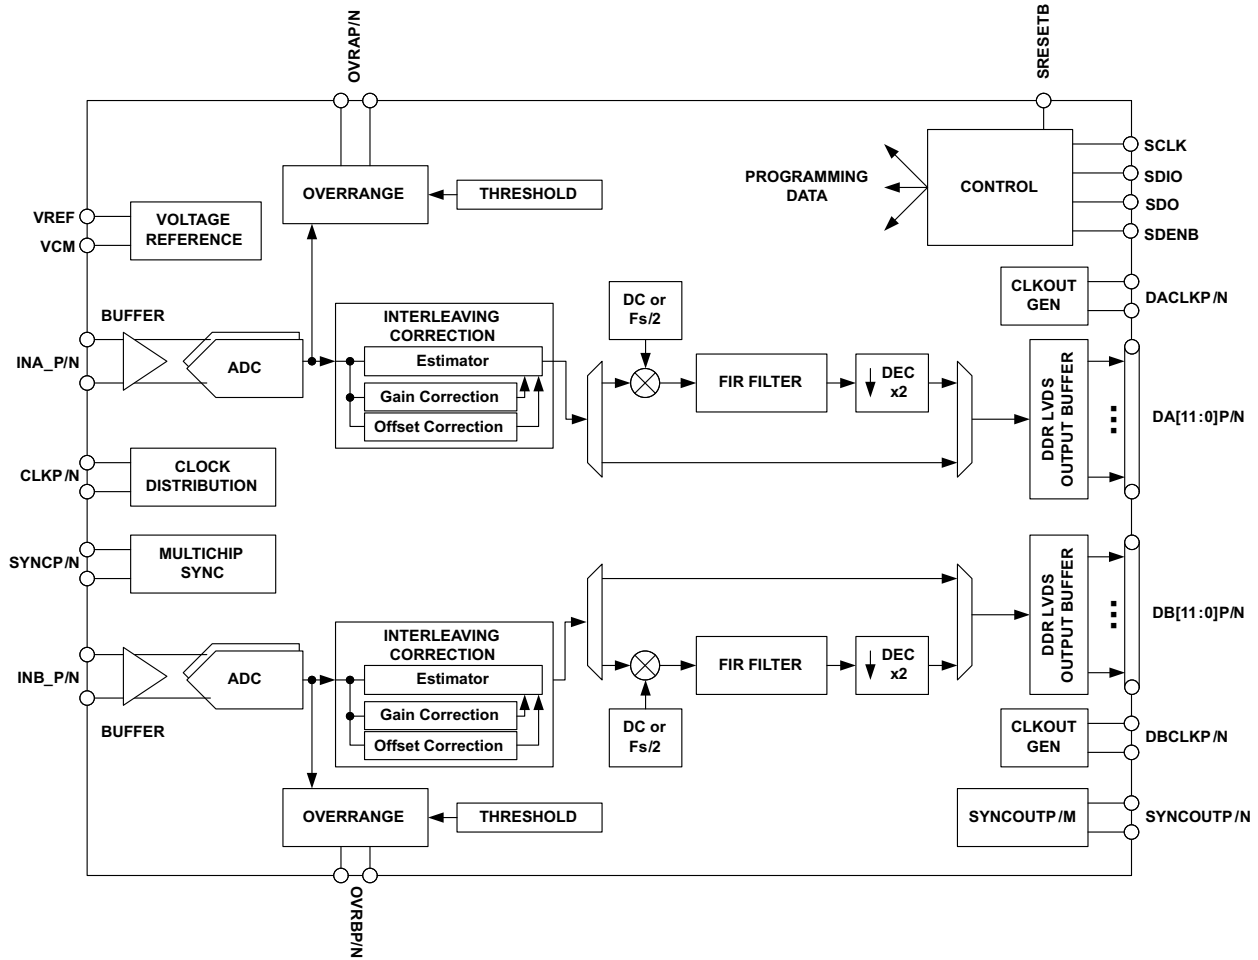 OVRAP/N
SRESETB
SCLK
SDIO
SDO
SDENB
PROGRAMMING
DATA
CONTROL
OVERRANGE
THRESHOLD
VREF
VCM
VOLTAGE
REFERENCE
CLKOUT
GEN
DACLKP/N
BUFFER
INA_P/N
ADC
INTERLEAVING
CORRECTION
Estimator
Gain Correction
Offset Correction
DC or
Fs/2
FIR FILTER
DEC
x2
DDR LVDS
OUTPUT BUFFER
DA[11:0]P/N
CLKP/N
CLOCK
DISTRIBUTION
SYNCP/N
MULTICHIP
SYNC
INB_P/N
ADC
BUFFER
INTERLEAVING
CORRECTION
Estimator
Gain Correction
Offset Correction
FIR FILTER
DEC
x2
DC or
Fs/2
DDR LVDS
OUTPUT BUFFER
DB[11:0]P/N
CLKOUT
GEN
DBCLKP/N
OVERRANGE
THRESHOLD
SYNCOUTP/M
SYNCOUTP/N
OVRBP/N